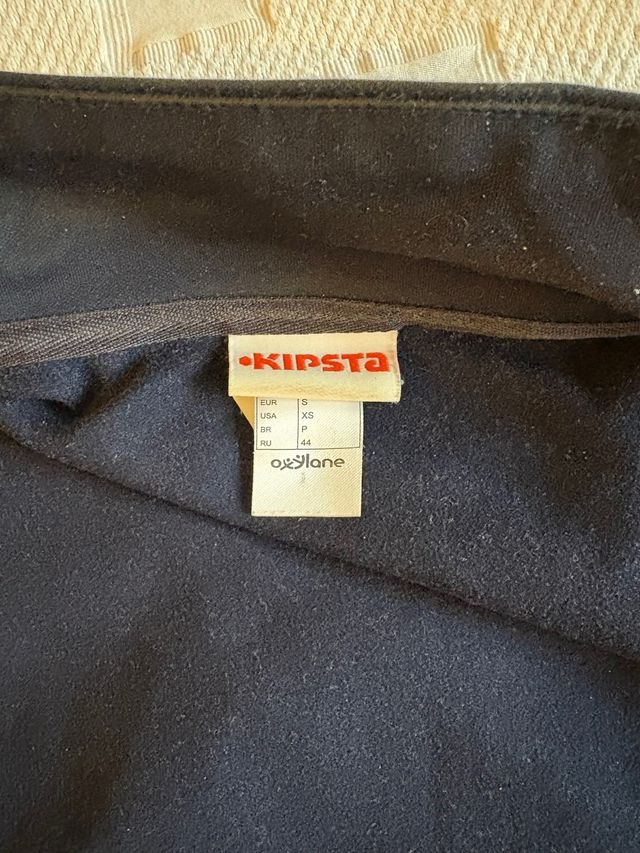 KIPSTA
EUR S
USA XS
BR P
RU 44
oxylane